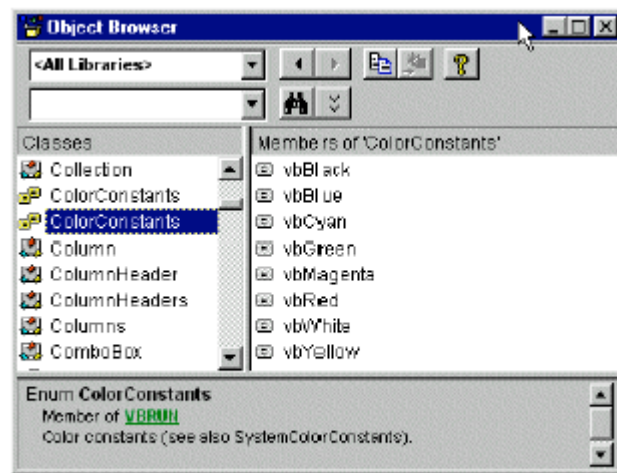 Object Browser
<All Libraries>
Classes
Members of 'ColorConstants'
Collection
ColorConstants
ColorConstants
Column
ColumnHeader
ColumnHeaders
Columns
ComboBox
vbBlack
vbBlue
vbCyan
vbGreen
vbMagenta
vbRed
vbWhite
vbYellow
Enum ColorConstants
Member of VBRUN
Color constants (see also SystemColorConstants).